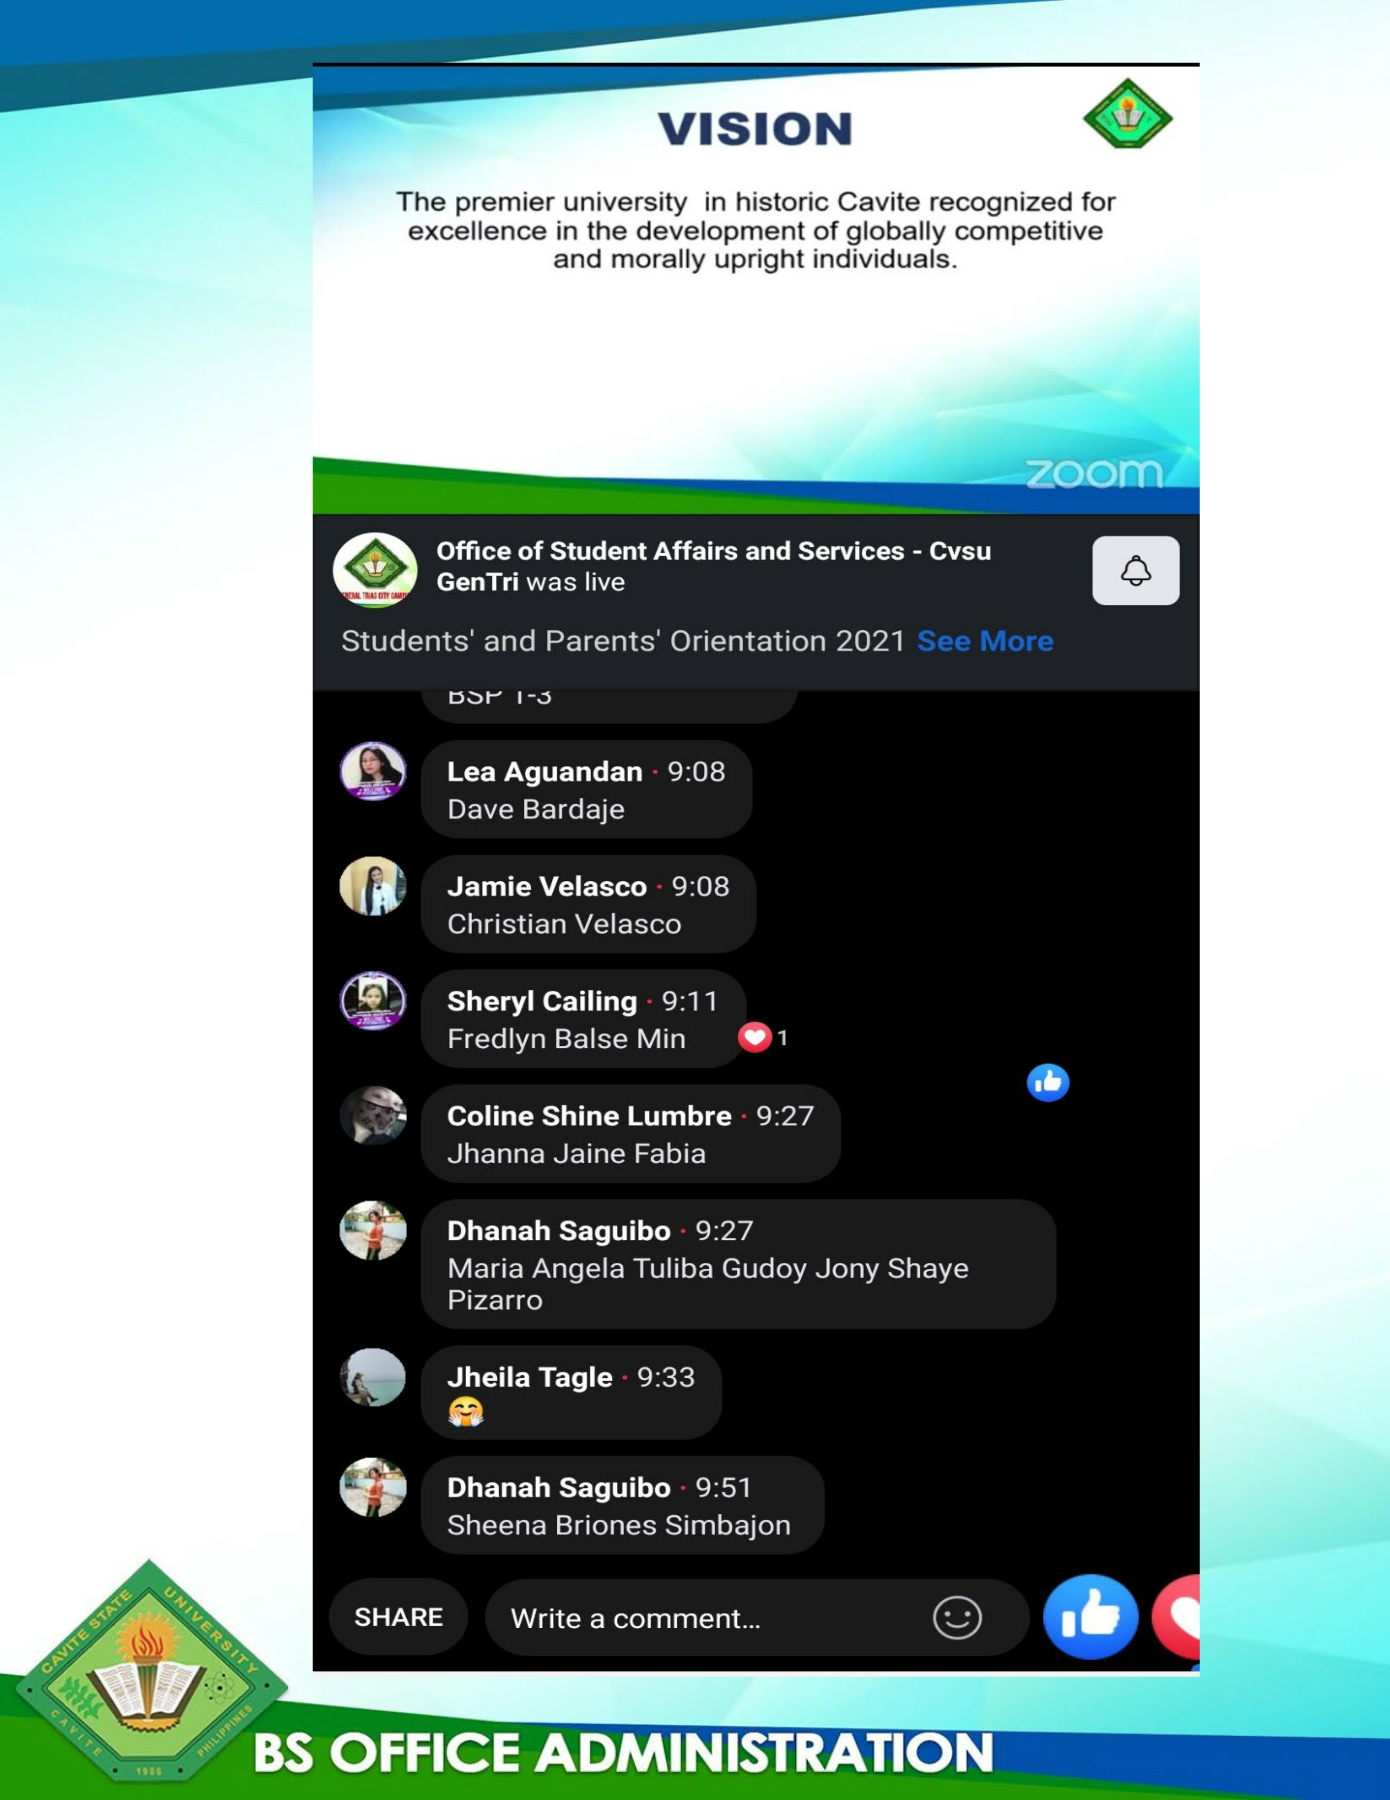 VISION
The premier university in historic Cavite recognized for
excellence in the development of globally competitive
and morally upright individuals.
zoom
Office of Student Affairs and Services - Cvsu
GenTri was live
Students' and Parents' Orientation 2021 See More
BSP 1-3
Lea Aguandan · 9:08
Dave Bardaje
Jamie Velasco · 9:08
Christian Velasco
Sheryl Cailing · 9:11
Fredlyn Balse Min
1
Coline Shine Lumbre · 9:27
Jhanna Jaine Fabia
Dhanah Saguibo · 9:27
Maria Angela Tuliba Gudoy Jony Shaye
Pizarro
Jheila Tagle · 9:33
🤗
Dhanah Saguibo · 9:51
Sheena Briones Simbajon
SHARE
Write a comment...
CAVITE STATE UNIVERSITY
CAVITE PHILIPPINES
1906
BS OFFICE ADMINISTRATION